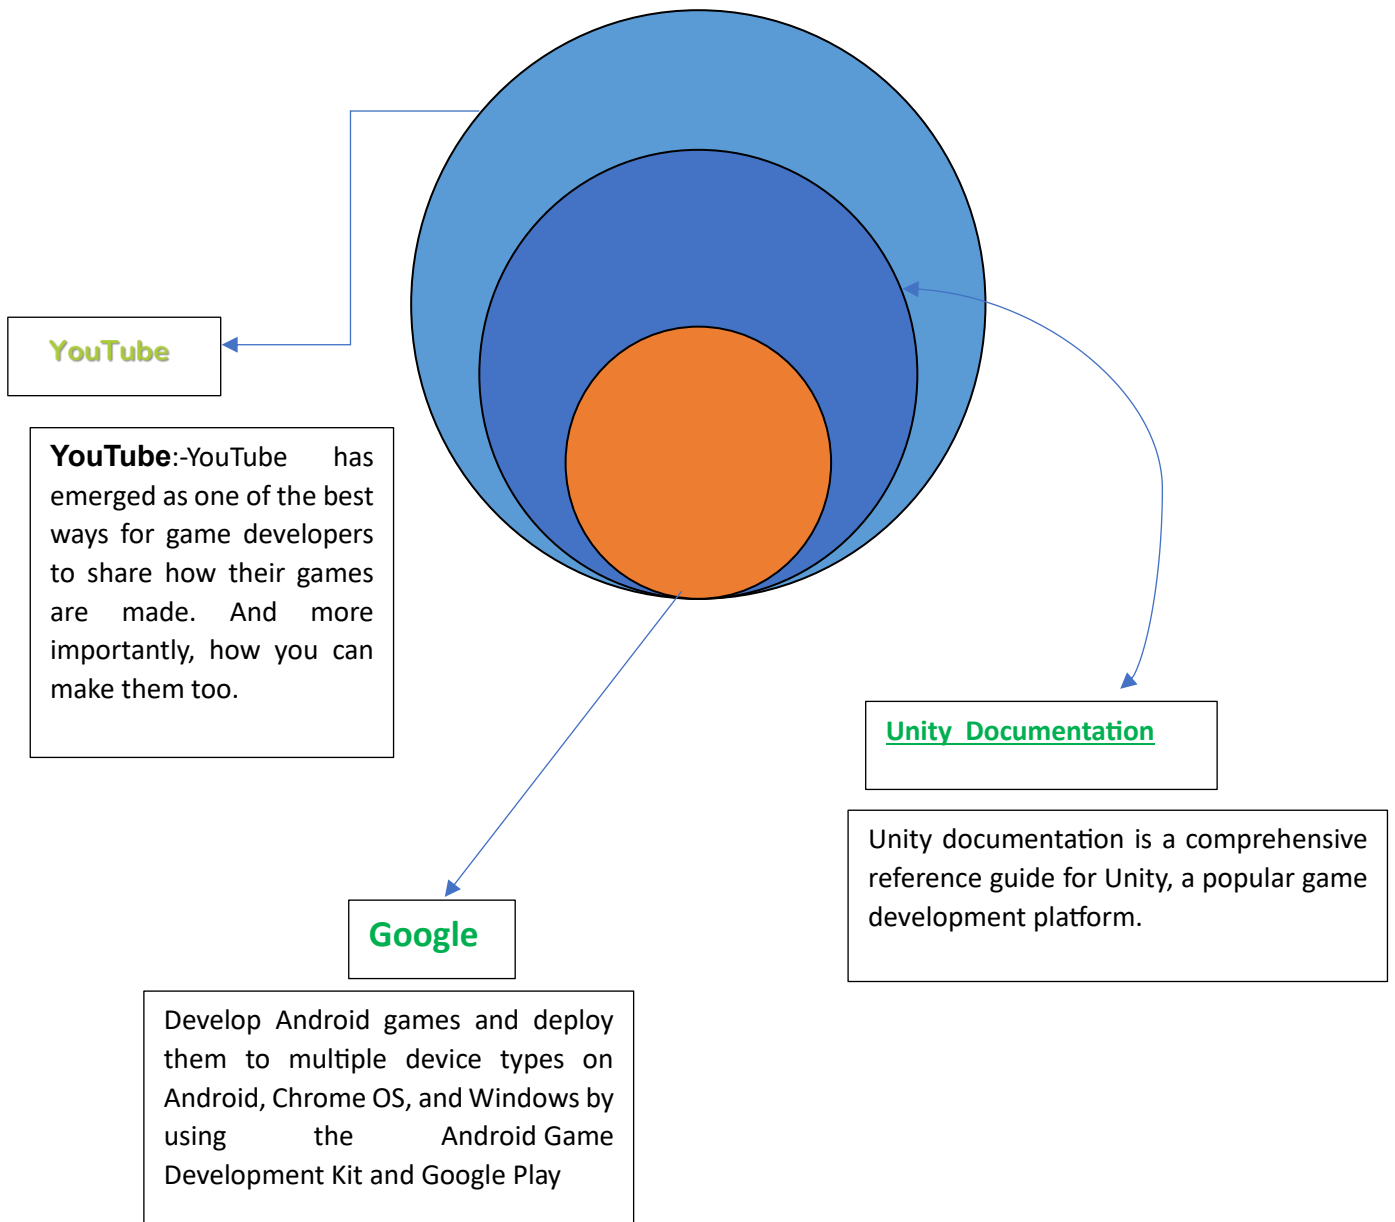 YouTube
YouTube:-YouTube has
emerged as one of the best
ways for game developers
to share how their games
are made. And more
importantly, how you can
make them too.
Unity Documentation
Unity documentation is a comprehensive
reference guide for Unity, a popular game
development platform.
Google
Develop Android games and deploy
them to multiple device types on
Android, Chrome OS, and Windows by
using the Android Game
Development Kit and Google Play